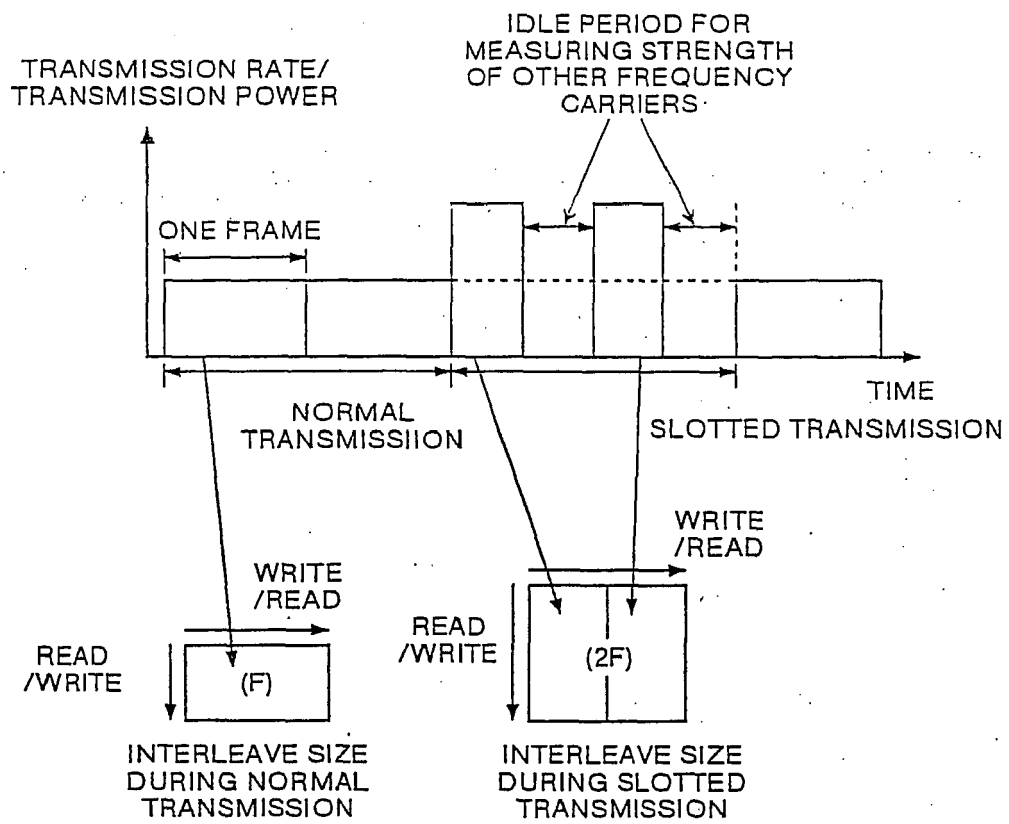 IDLE PERIOD FOR
MEASURING STRENGTH
OF OTHER FREQUENCY
CARRIERS
TRANSMISSION RATE/
TRANSMISSION POWER
ONE FRAME
TIME
NORMAL
TRANSMISSIION
SLOTTED TRANSMISSION
WRITE
/READ
READ
/WRITE
(F)
INTERLEAVE SIZE
DURING NORMAL
TRANSMISSION
WRITE
/READ
READ
/WRITE
(2F)
INTERLEAVE SIZE
DURING SLOTTED
TRANSMISSION